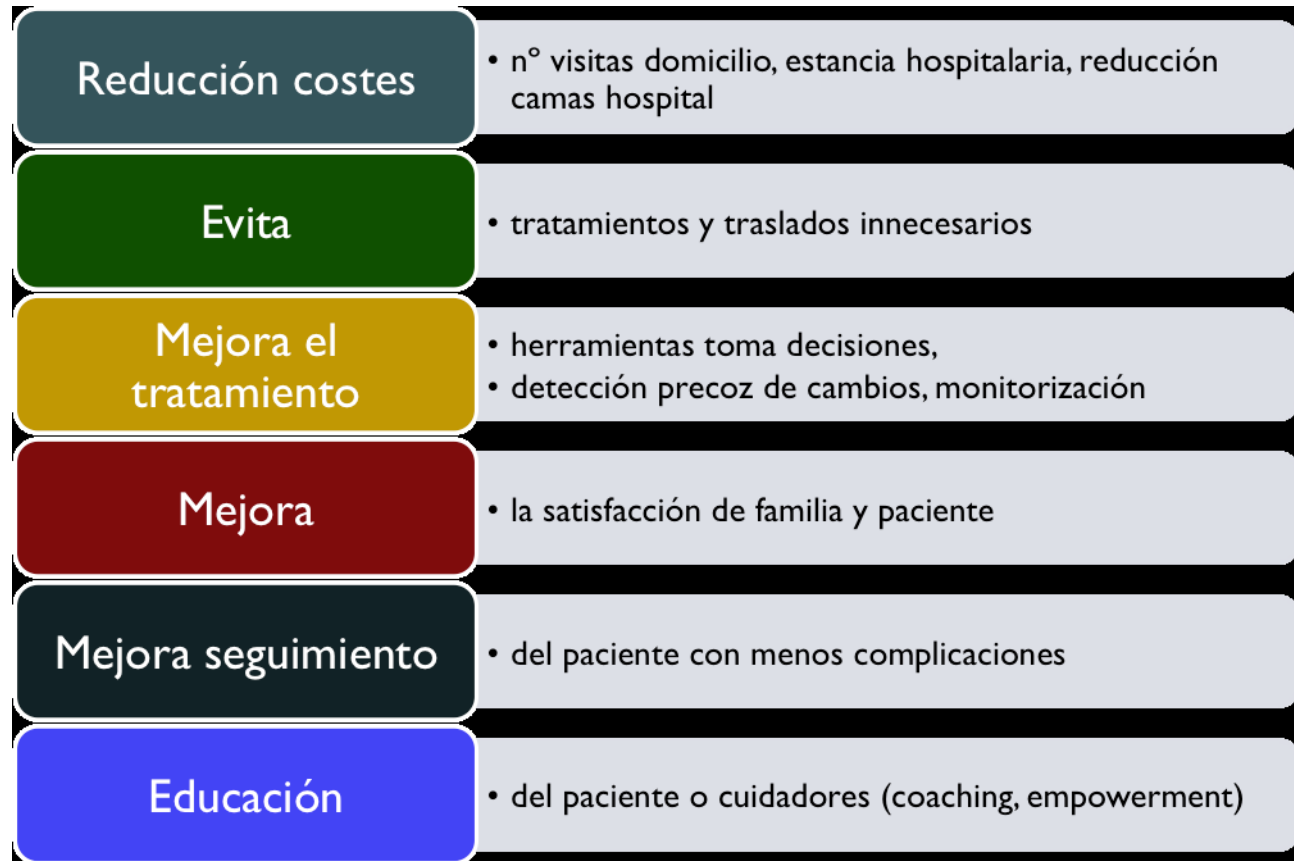 Reducción costes
• nº visitas domicilio, estancia hospitalaria, reducción
camas hospital
Evita
• tratamientos y traslados innecesarios
Mejora el
tratamiento
• herramientas toma decisiones,
• detección precoz de cambios, monitorización
Mejora
• la satisfacción de familia y paciente
Mejora seguimiento
• del paciente con menos complicaciones
Educación
• del paciente o cuidadores (coaching, empowerment)